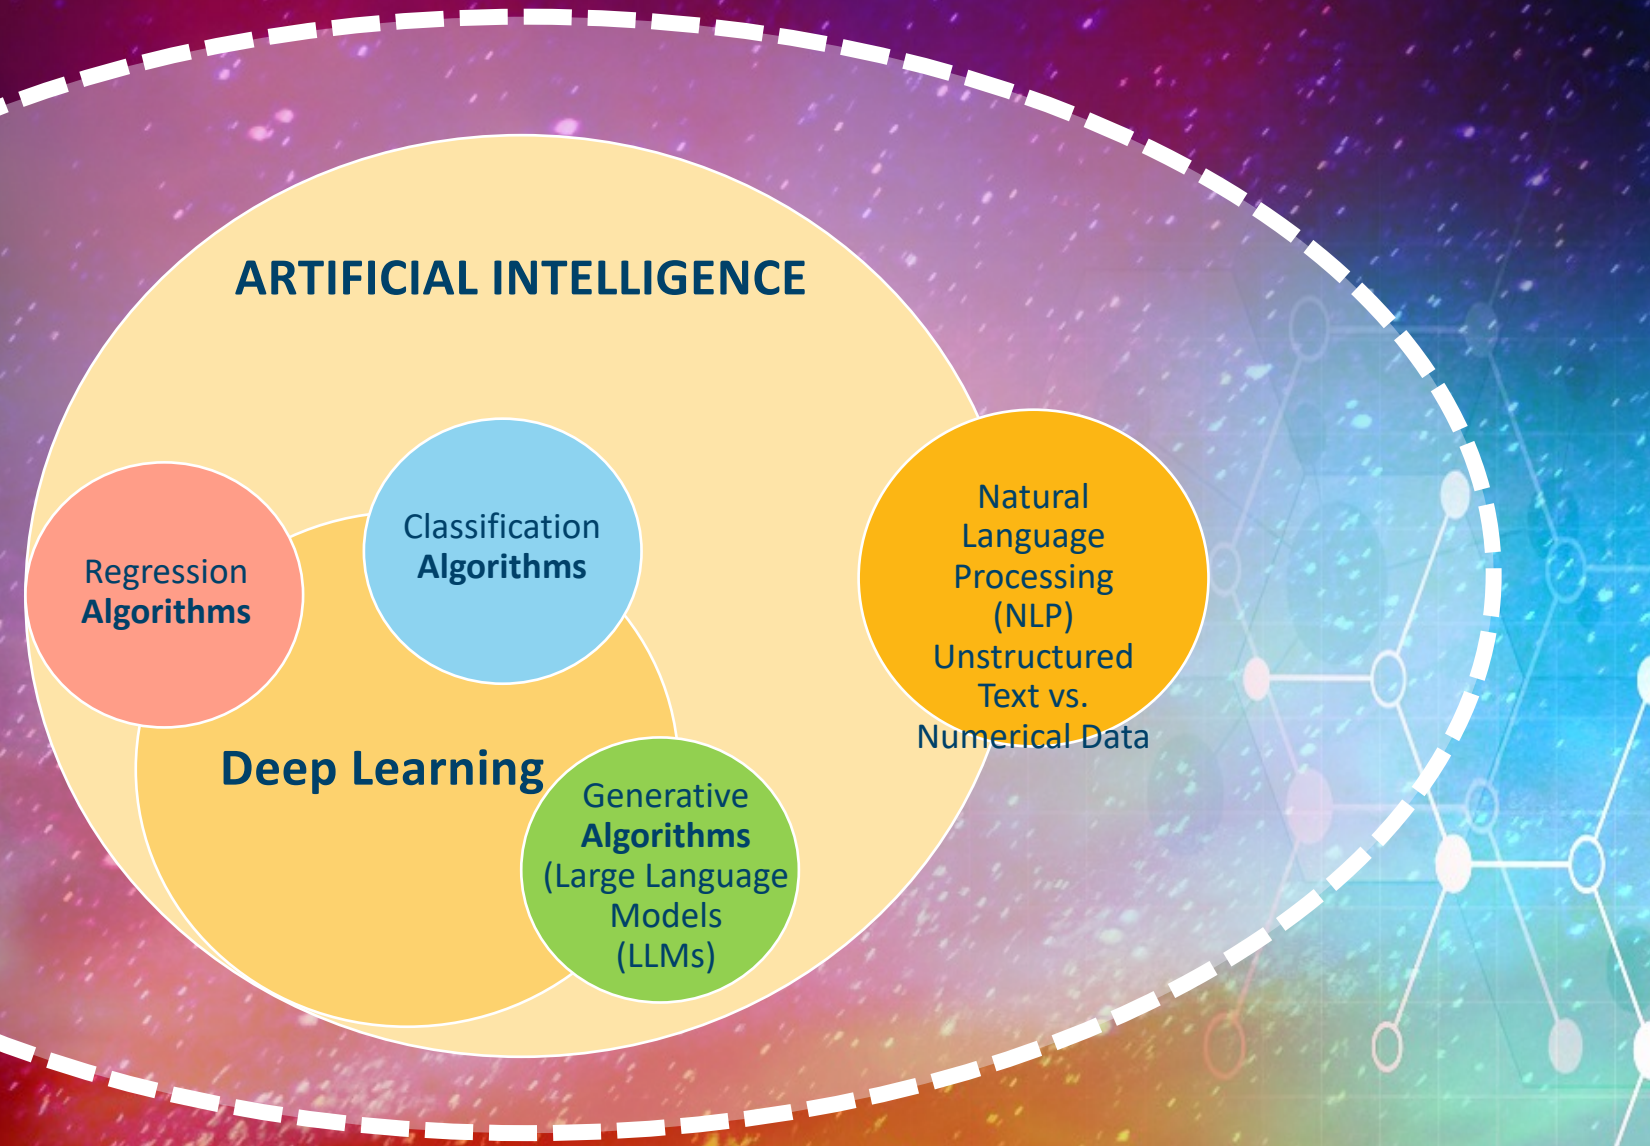 ARTIFICIAL INTELLIGENCE
Classification
Algorithms
Regression
Algorithms
Natural
Language
Processing
(NLP)
Unstructured
Text vs.
Numerical Data
Deep Learning
Generative
Algorithms
(Large Language
Models
(LLMs)